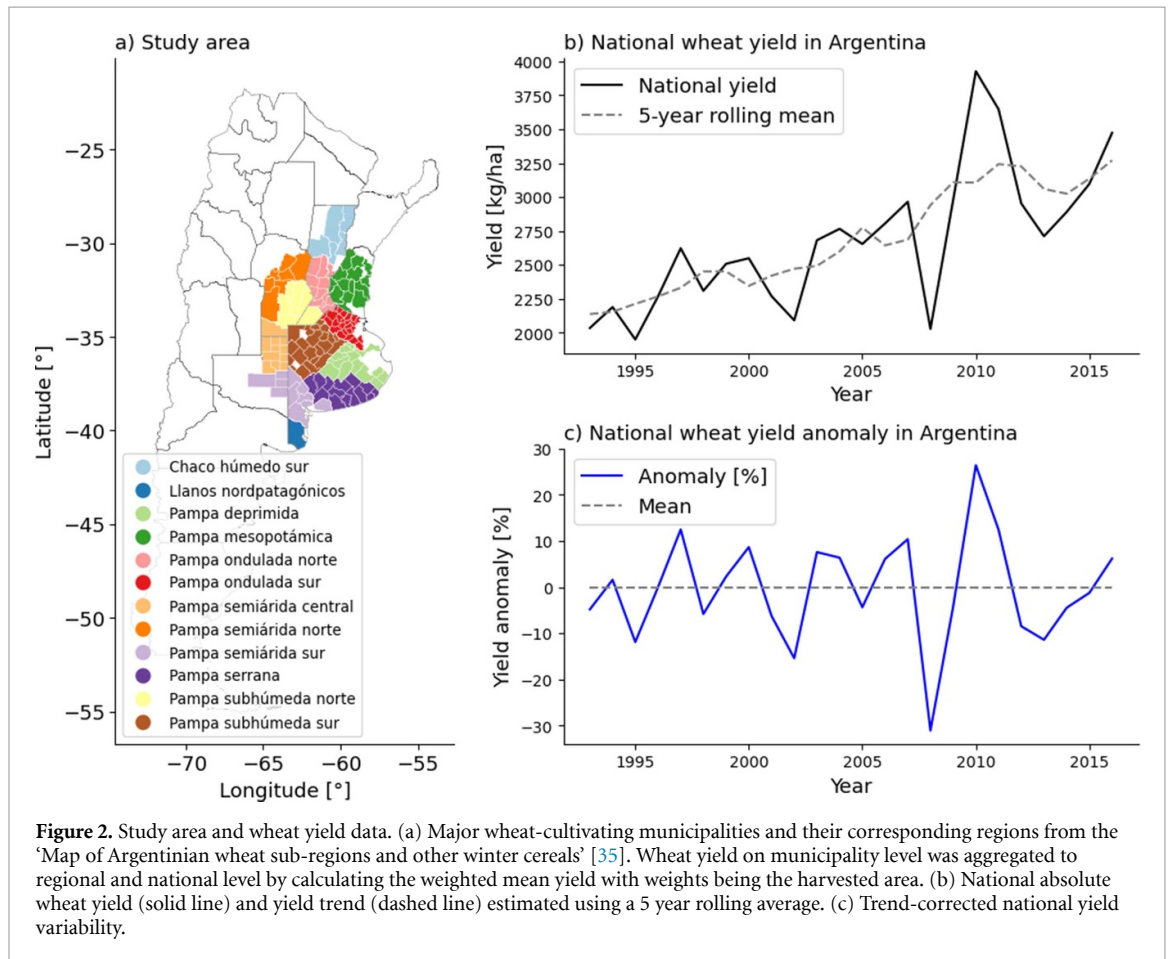 a) Study area
−25
−30
−35
−40
−45
−50
−55
Latitude [°]
Chaco húmedo sur
Llanos nordpatagónicos
Pampa deprimida
Pampa mesopotámica
Pampa ondulada norte
Pampa ondulada sur
Pampa semiárida central
Pampa semiárida norte
Pampa semiárida sur
Pampa serrana
Pampa subhúmeda norte
Pampa subhúmeda sur
−70 −65 −60 −55
Longitude [°]
b) National wheat yield in Argentina
National yield
5-year rolling mean
4000
3750
3500
3250
3000
2750
2500
2250
2000
Yield [kg/ha]
1995 2000 2005 2010 2015
Year
c) National wheat yield anomaly in Argentina
Anomaly [%]
Mean
30
20
10
0
−10
−20
−30
Yield anomaly [%]
1995 2000 2005 2010 2015
Year
Figure 2. Study area and wheat yield data. (a) Major wheat-cultivating municipalities and their corresponding regions from the
‘Map of Argentinian wheat sub-regions and other winter cereals’ [35]. Wheat yield on municipality level was aggregated to
regional and national level by calculating the weighted mean yield with weights being the harvested area. (b) National absolute
wheat yield (solid line) and yield trend (dashed line) estimated using a 5 year rolling average. (c) Trend-corrected national yield
variability.